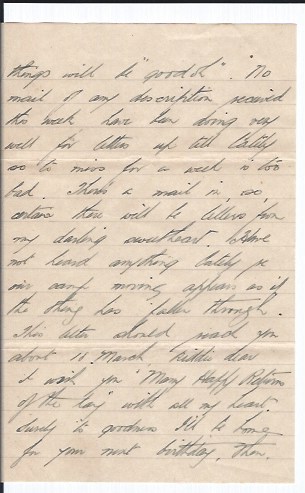 things will be "goodoh". No
mail of any description received
this week have been doing very
well for letters up till lately
so to miss for a week is too
bad. There's a mail in, so,
certain there will be letters from
my darling sweetheart. Have
not heard anything lately re
our camp moving, appears as if
the thing has "fallen through".
This letter should reach you
about 18 March dear
I wish you "Many Happy Returns
of the Day" with all my heart.
Surely to goodness I'll be home
for your next birthday. Then.